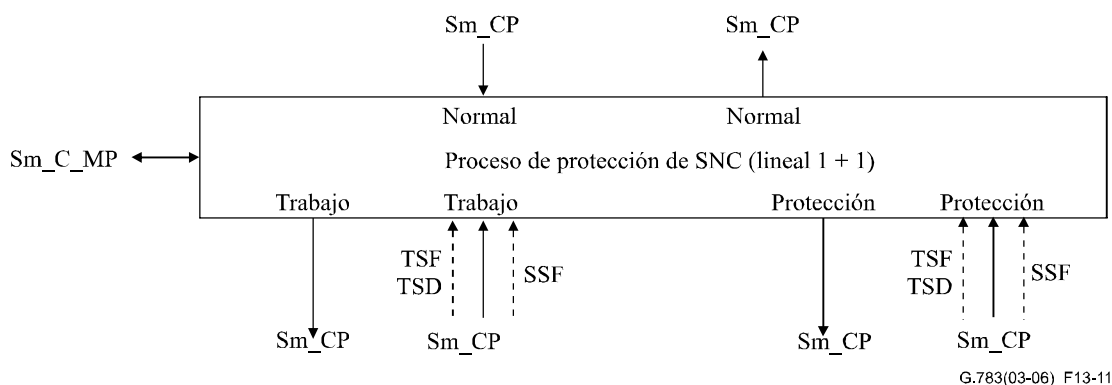 Sm_CP Sm_CP
Normal Normal
Sm_C_MP
Proceso de protección de SNC (lineal 1 + 1)
Trabajo Trabajo Protección Protección
TSF
TSD
SSF
TSF
TSD
SSF
Sm_CP Sm_CP Sm_CP Sm_CP
G.783(03-06)_F13-11